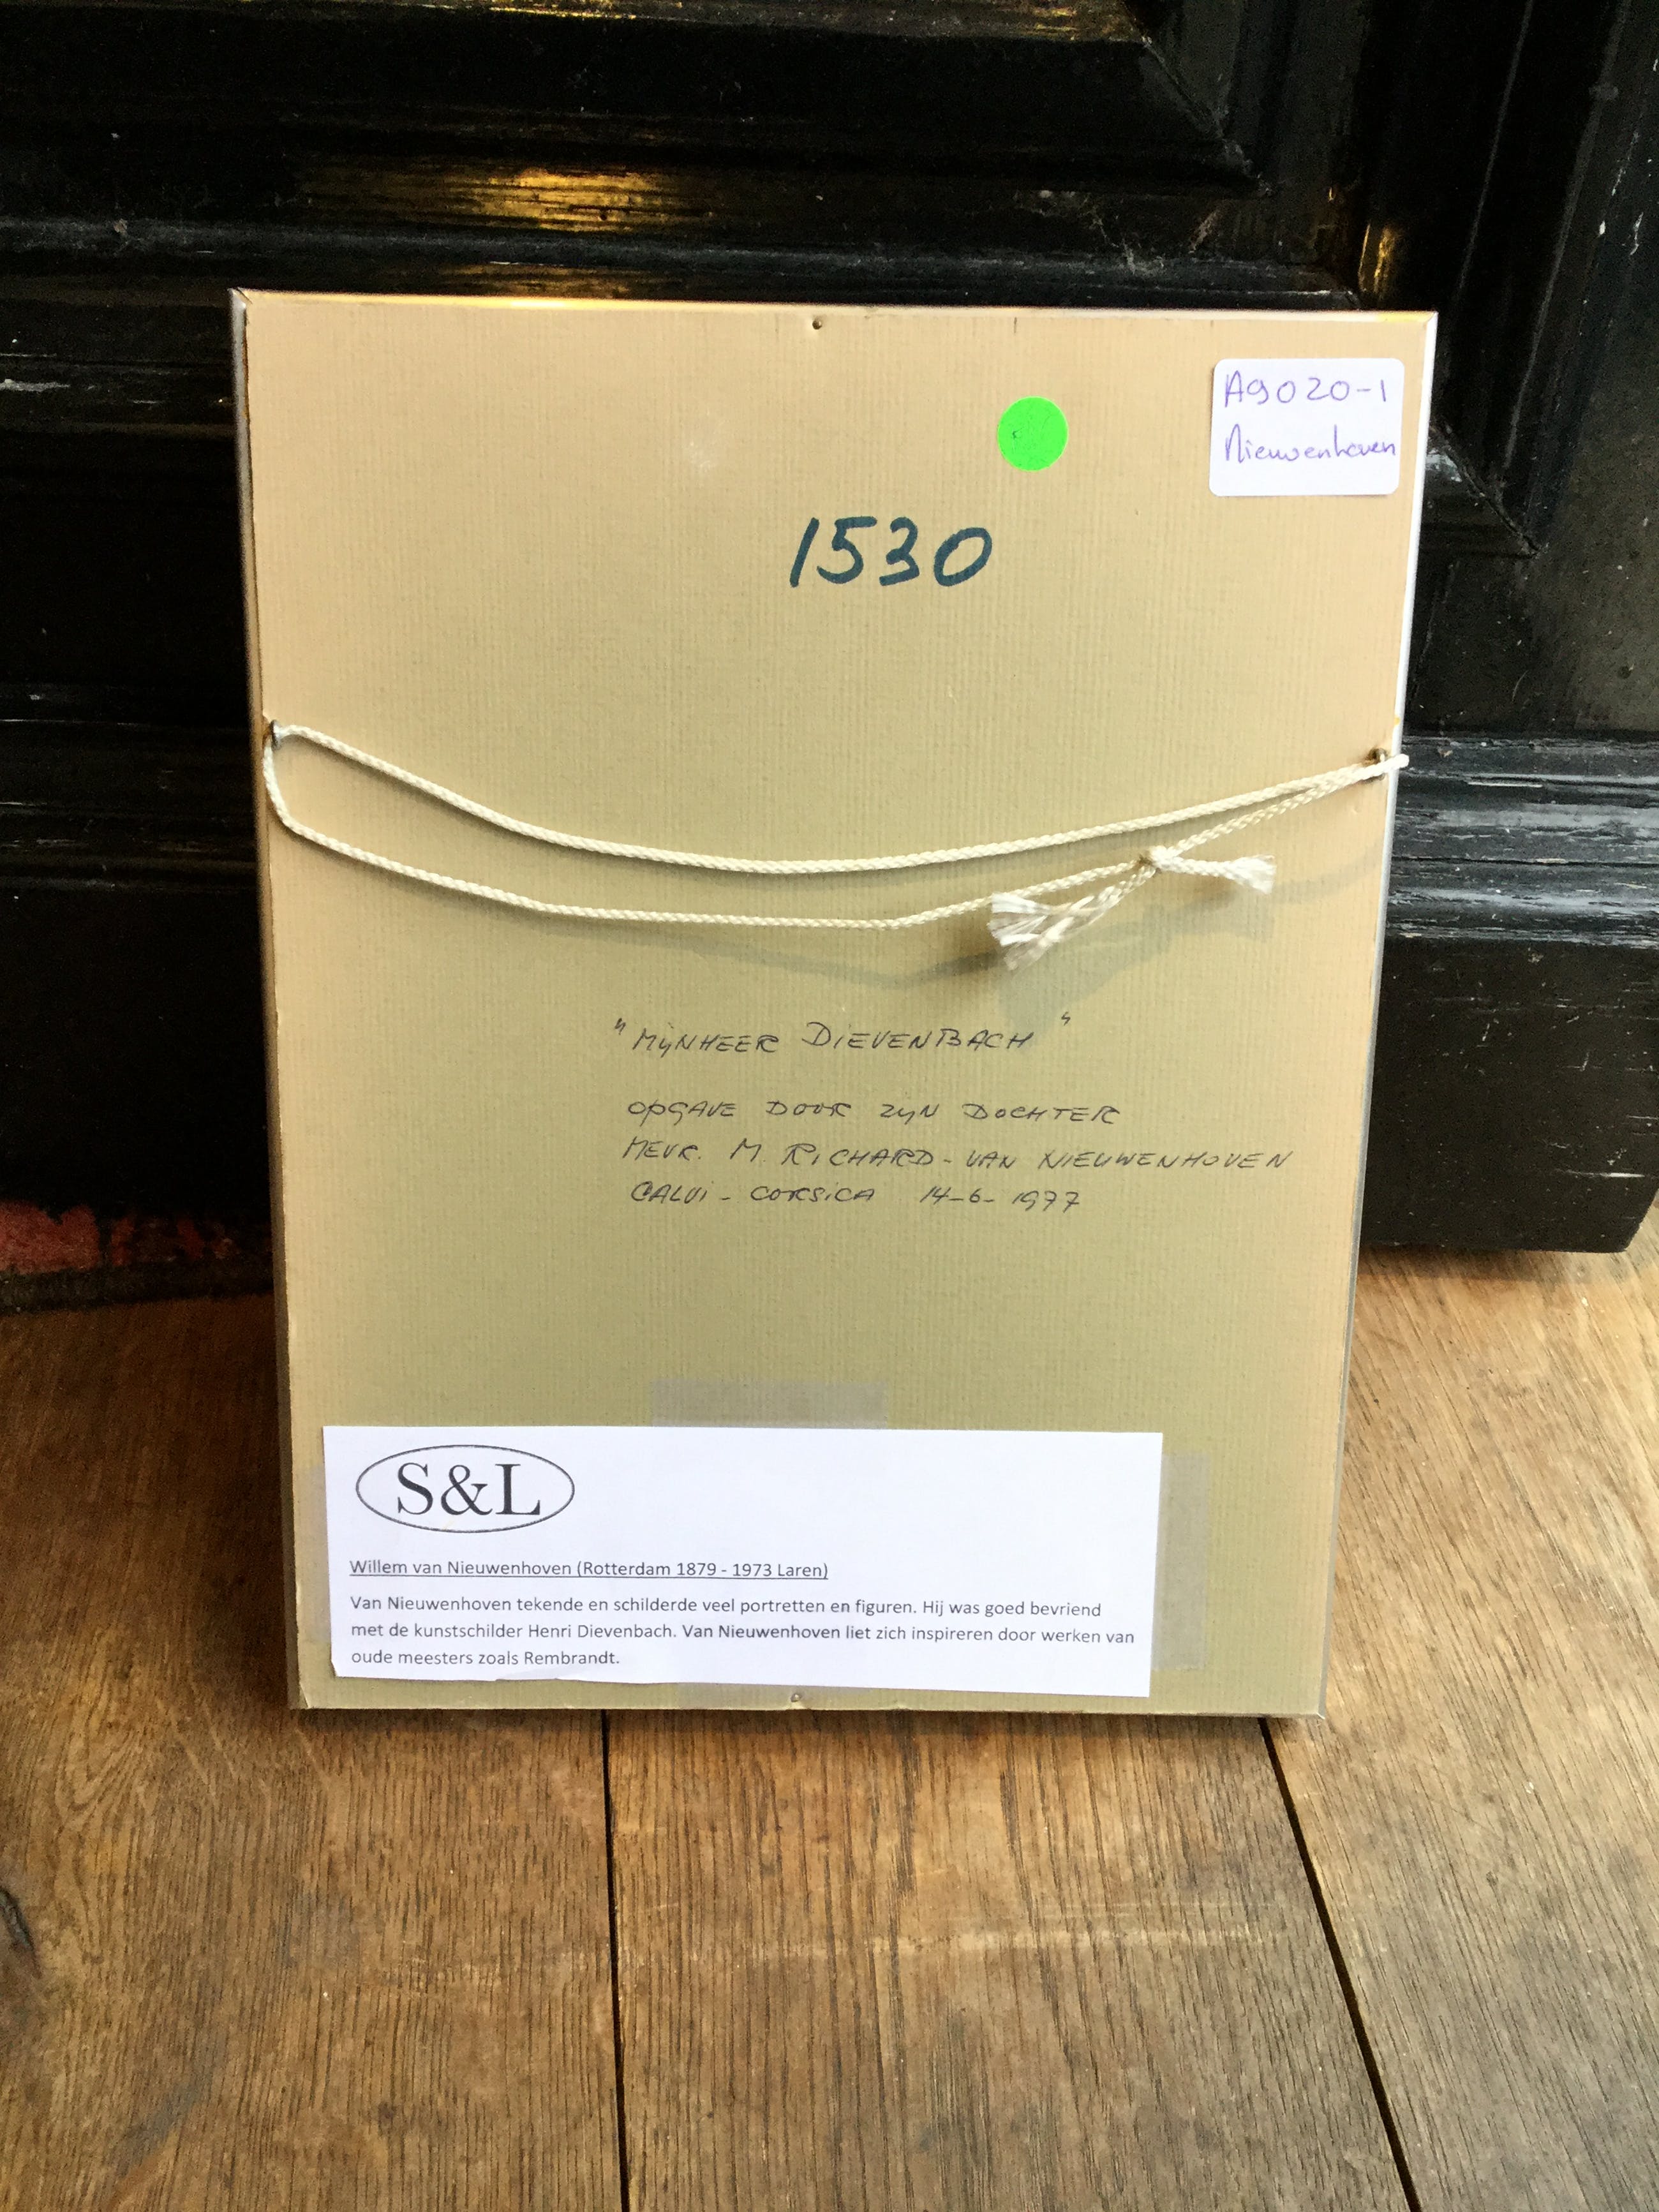 A9020-1
Nieuwenhoven
1530
"MIJNHEER DIEVENBACH"
OPGAVE DOOR ZIJN DOCHTER
MEVR. M. RICHARD-VAN NIEUWENHOVEN
CALVI - CORSICA 14-6-1977
S&L
Willem van Nieuwenhoven (Rotterdam 1879 - 1973 Laren)
Van Nieuwenhoven tekende en schilderde veel portretten en figuren. Hij was goed bevriend
met de kunstschilder Henri Dievenbach. Van Nieuwenhoven liet zich inspireren door werken van
oude meesters zoals Rembrandt.